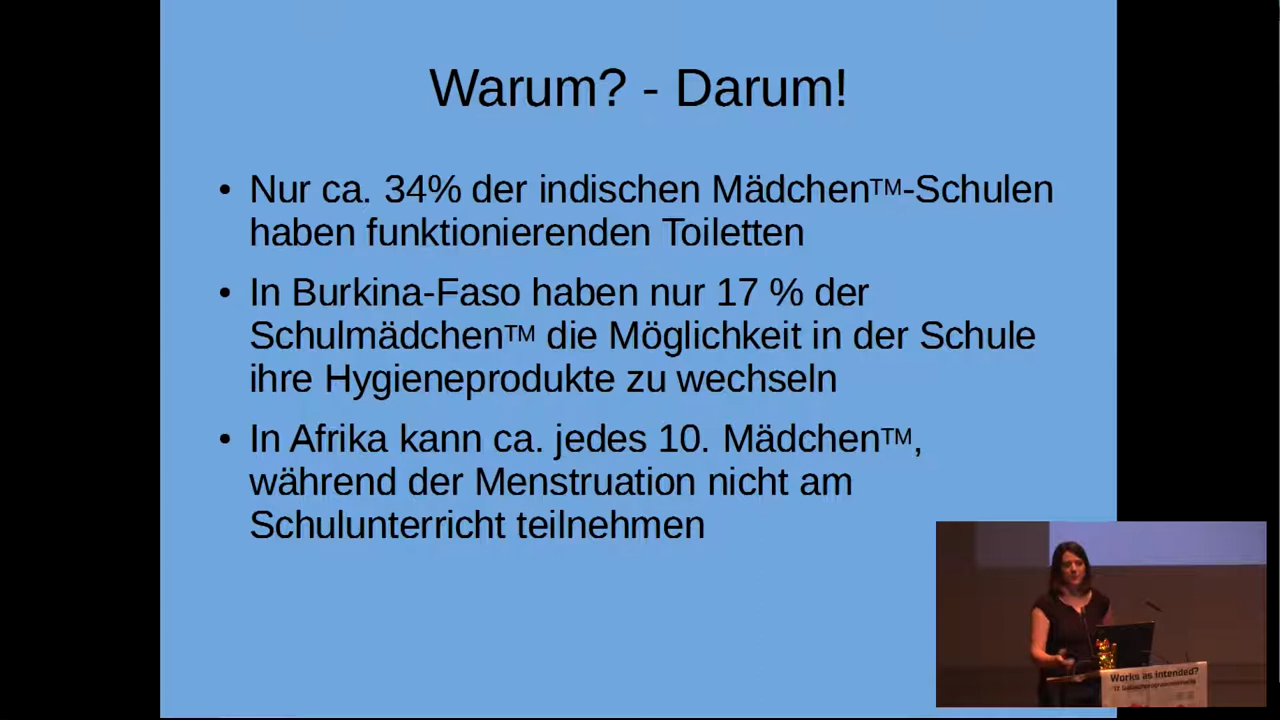 Warum? - Darum!
• Nur ca. 34% der indischen Mädchen™-Schulen
haben funktionierenden Toiletten
• In Burkina-Faso haben nur 17 % der
Schulmädchen™ die Möglichkeit in der Schule
ihre Hygieneprodukte zu wechseln
• In Afrika kann ca. jedes 10. Mädchen™,
während der Menstruation nicht am
Schulunterricht teilnehmen
Works as intended?